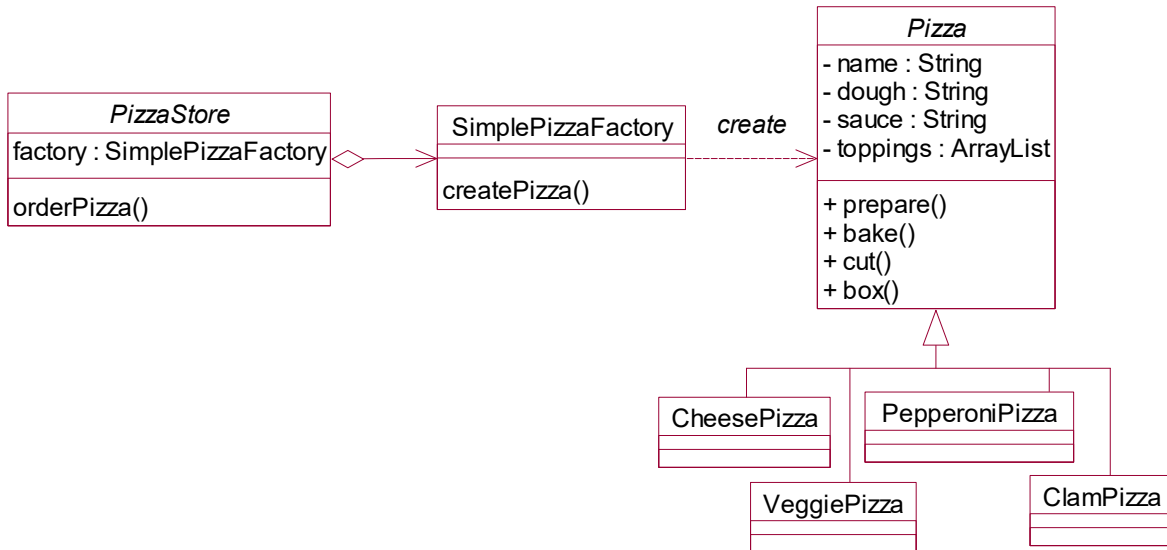 PizzaStore
factory : SimplePizzaFactory
orderPizza()
SimplePizzaFactory
createPizza()
create
Pizza
- name : String
- dough : String
- sauce : String
- toppings : ArrayList
+ prepare()
+ bake()
+ cut()
+ box()
CheesePizza
PepperoniPizza
VeggiePizza
ClamPizza